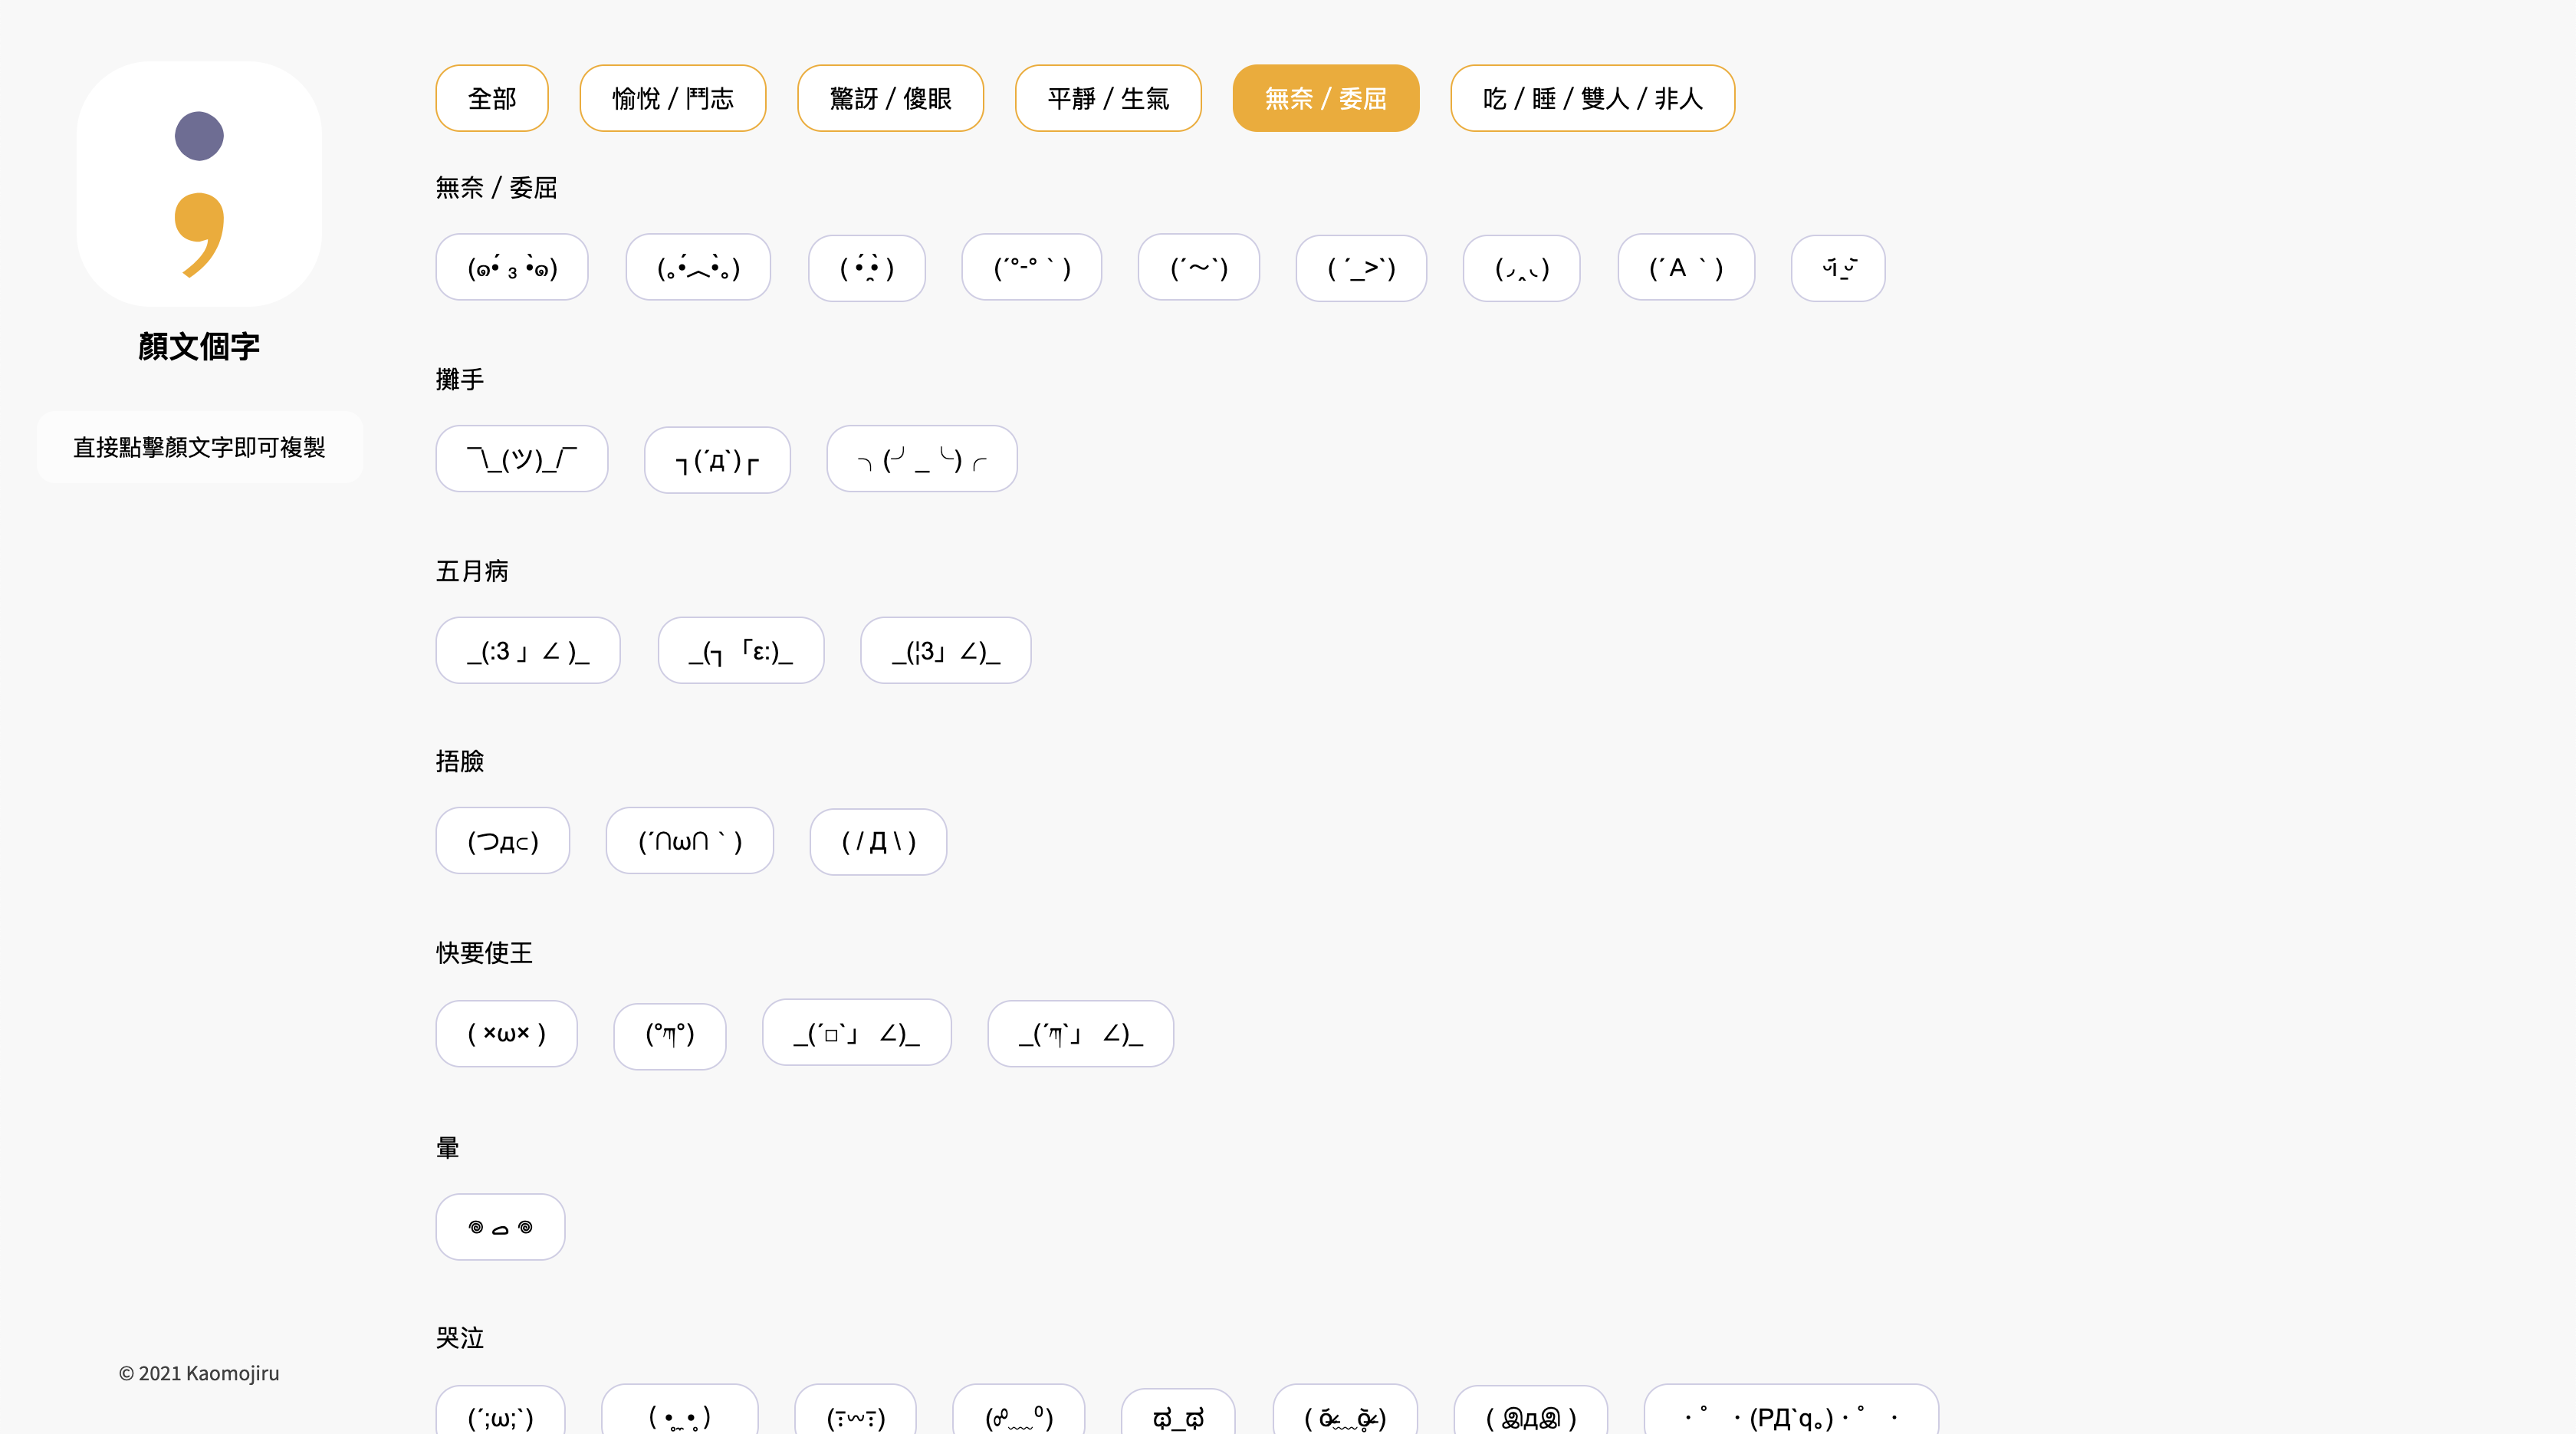 全部 愉悅 / 鬥志 驚訝 / 傻眼 平靜 / 生氣 無奈 / 委屈 吃 / 睡 / 雙人 / 非人
顏文個字
直接點擊顏文字即可複製
© 2021 Kaomojiru
無奈 / 委屈
(๑•́ ₃ •̀๑) (｡•́︿•̀｡) ( •́ ̯•̀ ) (´°̥̥̥̥̥̥̥̥-°̥̥̥̥̥̥̥̥ ` ) (´～`) ( ´_>`) (◞‸◟) (´Α｀)
攤手
¯\_(ツ)_/¯ ┐(´д`)┌ ╮(╯_╰)╭
五月病
_(:3 」∠ )_ _(┐「ε:)_ _(¦3」∠)_
捂臉
(つд⊂) (´∩ω∩｀) ( / Д \ )
快要使王
( ×ω× ) (°ཀ°) _(´□`」 ∠)_ _(´ཀ`」 ∠)_
暈
꩜ ᯅ ꩜
哭泣
(´;ω;`) ಥ_ಥ ( இдஇ ) ・゜・(PД`q｡)・゜・